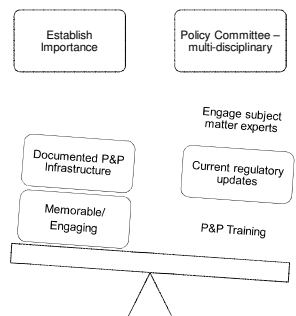 Establish
Importance
Policy Committee –
multi-disciplinary
Engage subject
matter experts
Documented P&P
Infrastructure
Current regulatory
updates
Memorable/
Engaging
P&P Training